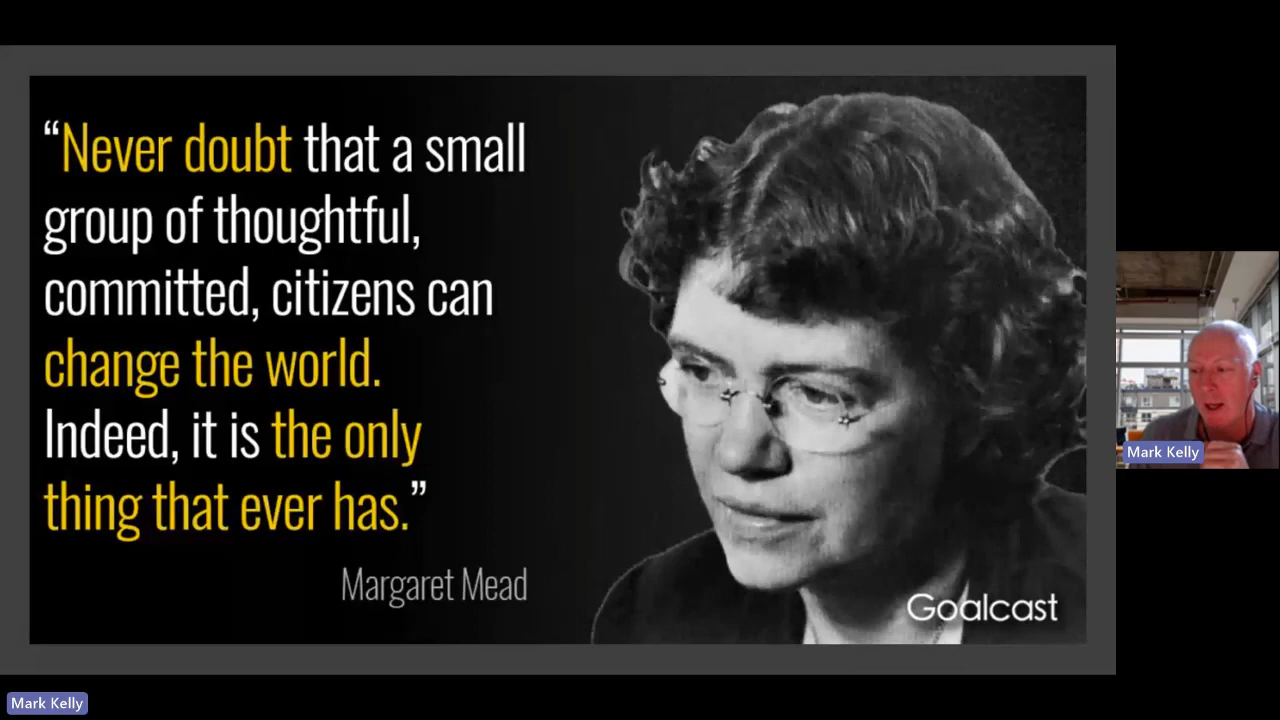 “Never doubt that a small
group of thoughtful,
committed, citizens can
change the world.
Indeed, it is the only
thing that ever has.”
Margaret Mead
Goalcast
Mark Kelly
Mark Kelly